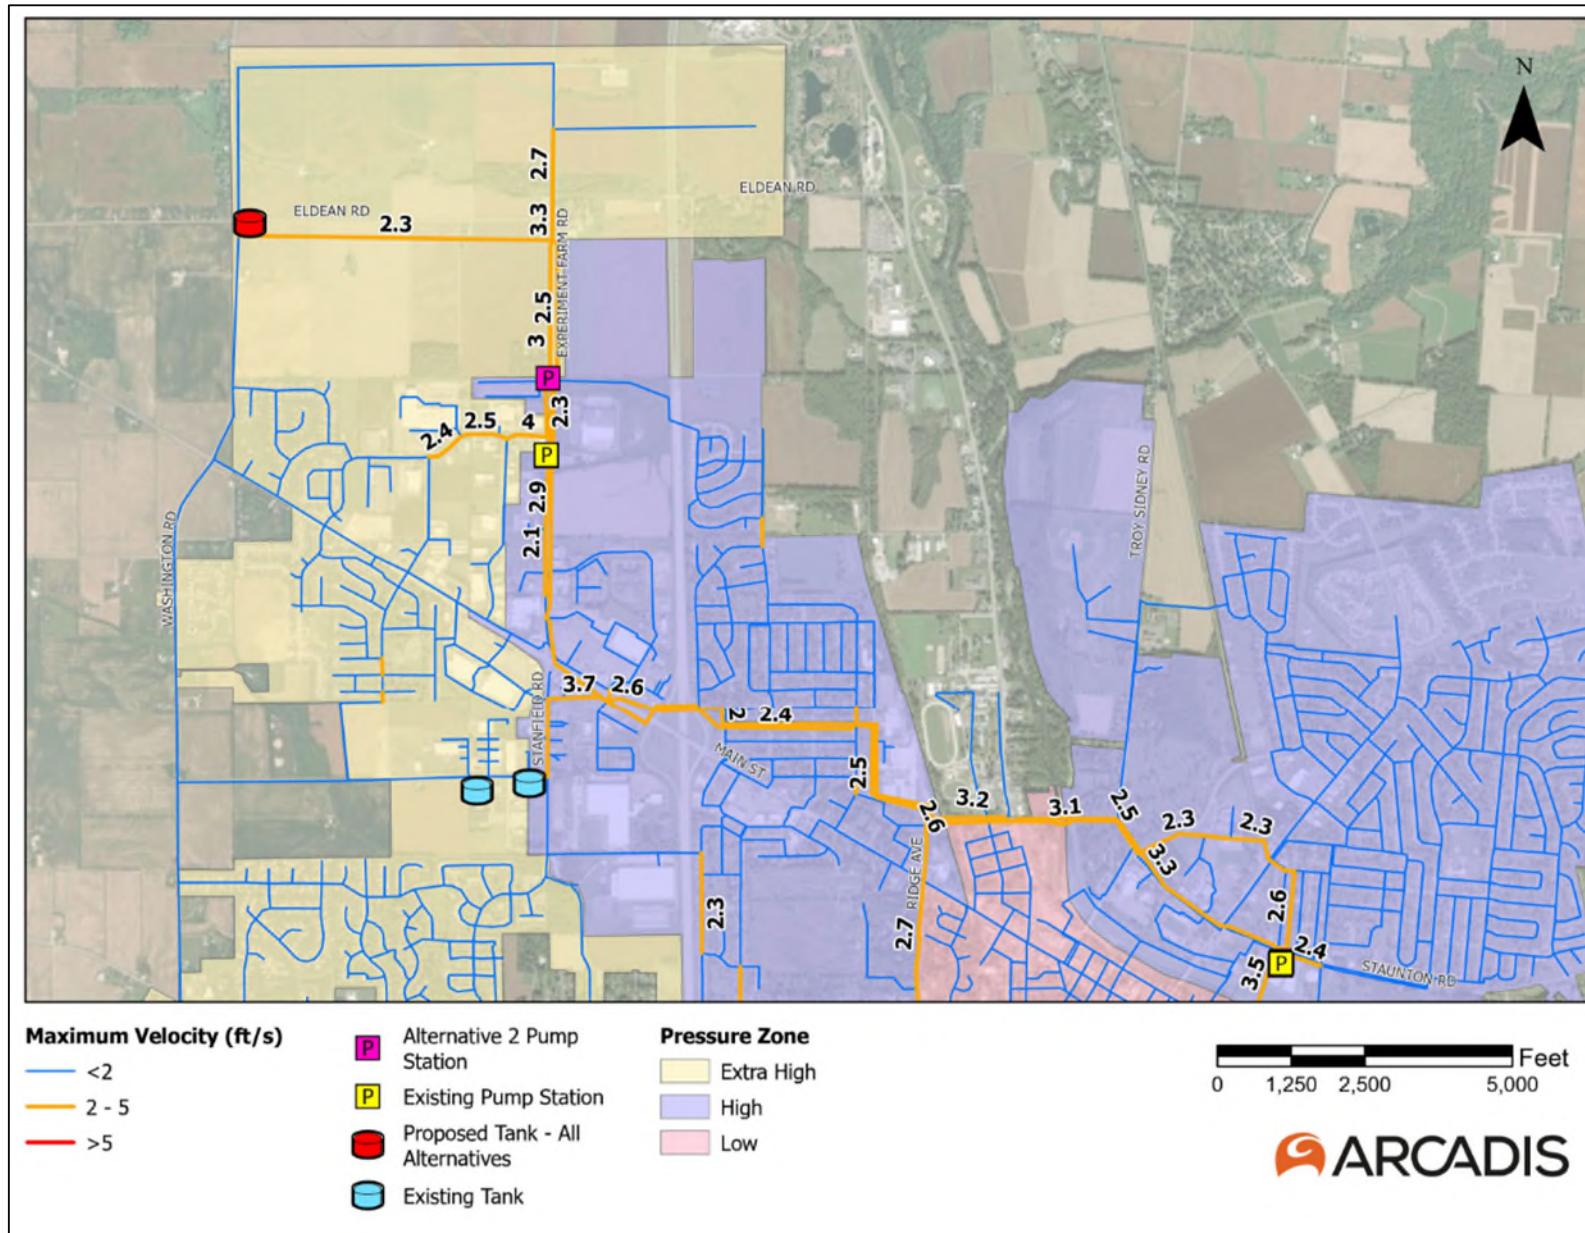 N
2.7
ELDEAN RD
ELDEAN RD
2.3
3.3
EXPERIMENT FARM RD
2.5
3
P
2.3
2.4
2.5
4
P
2.9
2.1
TROY SIDNEY RD
WASHINGTON RD
STANFIELD RD
3.7
2.6
2
2.4
MAIN ST
2.5
2.6
3.2
3.1
2.5
2.3
2.3
3.3
RIDGE AVE
2.3
2.7
2.6
2.4
3.5
P
STAUNTON RD
Maximum Velocity (ft/s)
<2
2 - 5
>5
P
Alternative 2 Pump
Station
P
Existing Pump Station
Proposed Tank - All
Alternatives
Existing Tank
Pressure Zone
Extra High
High
Low
Feet
0 1,250 2,500 5,000
ARCADIS